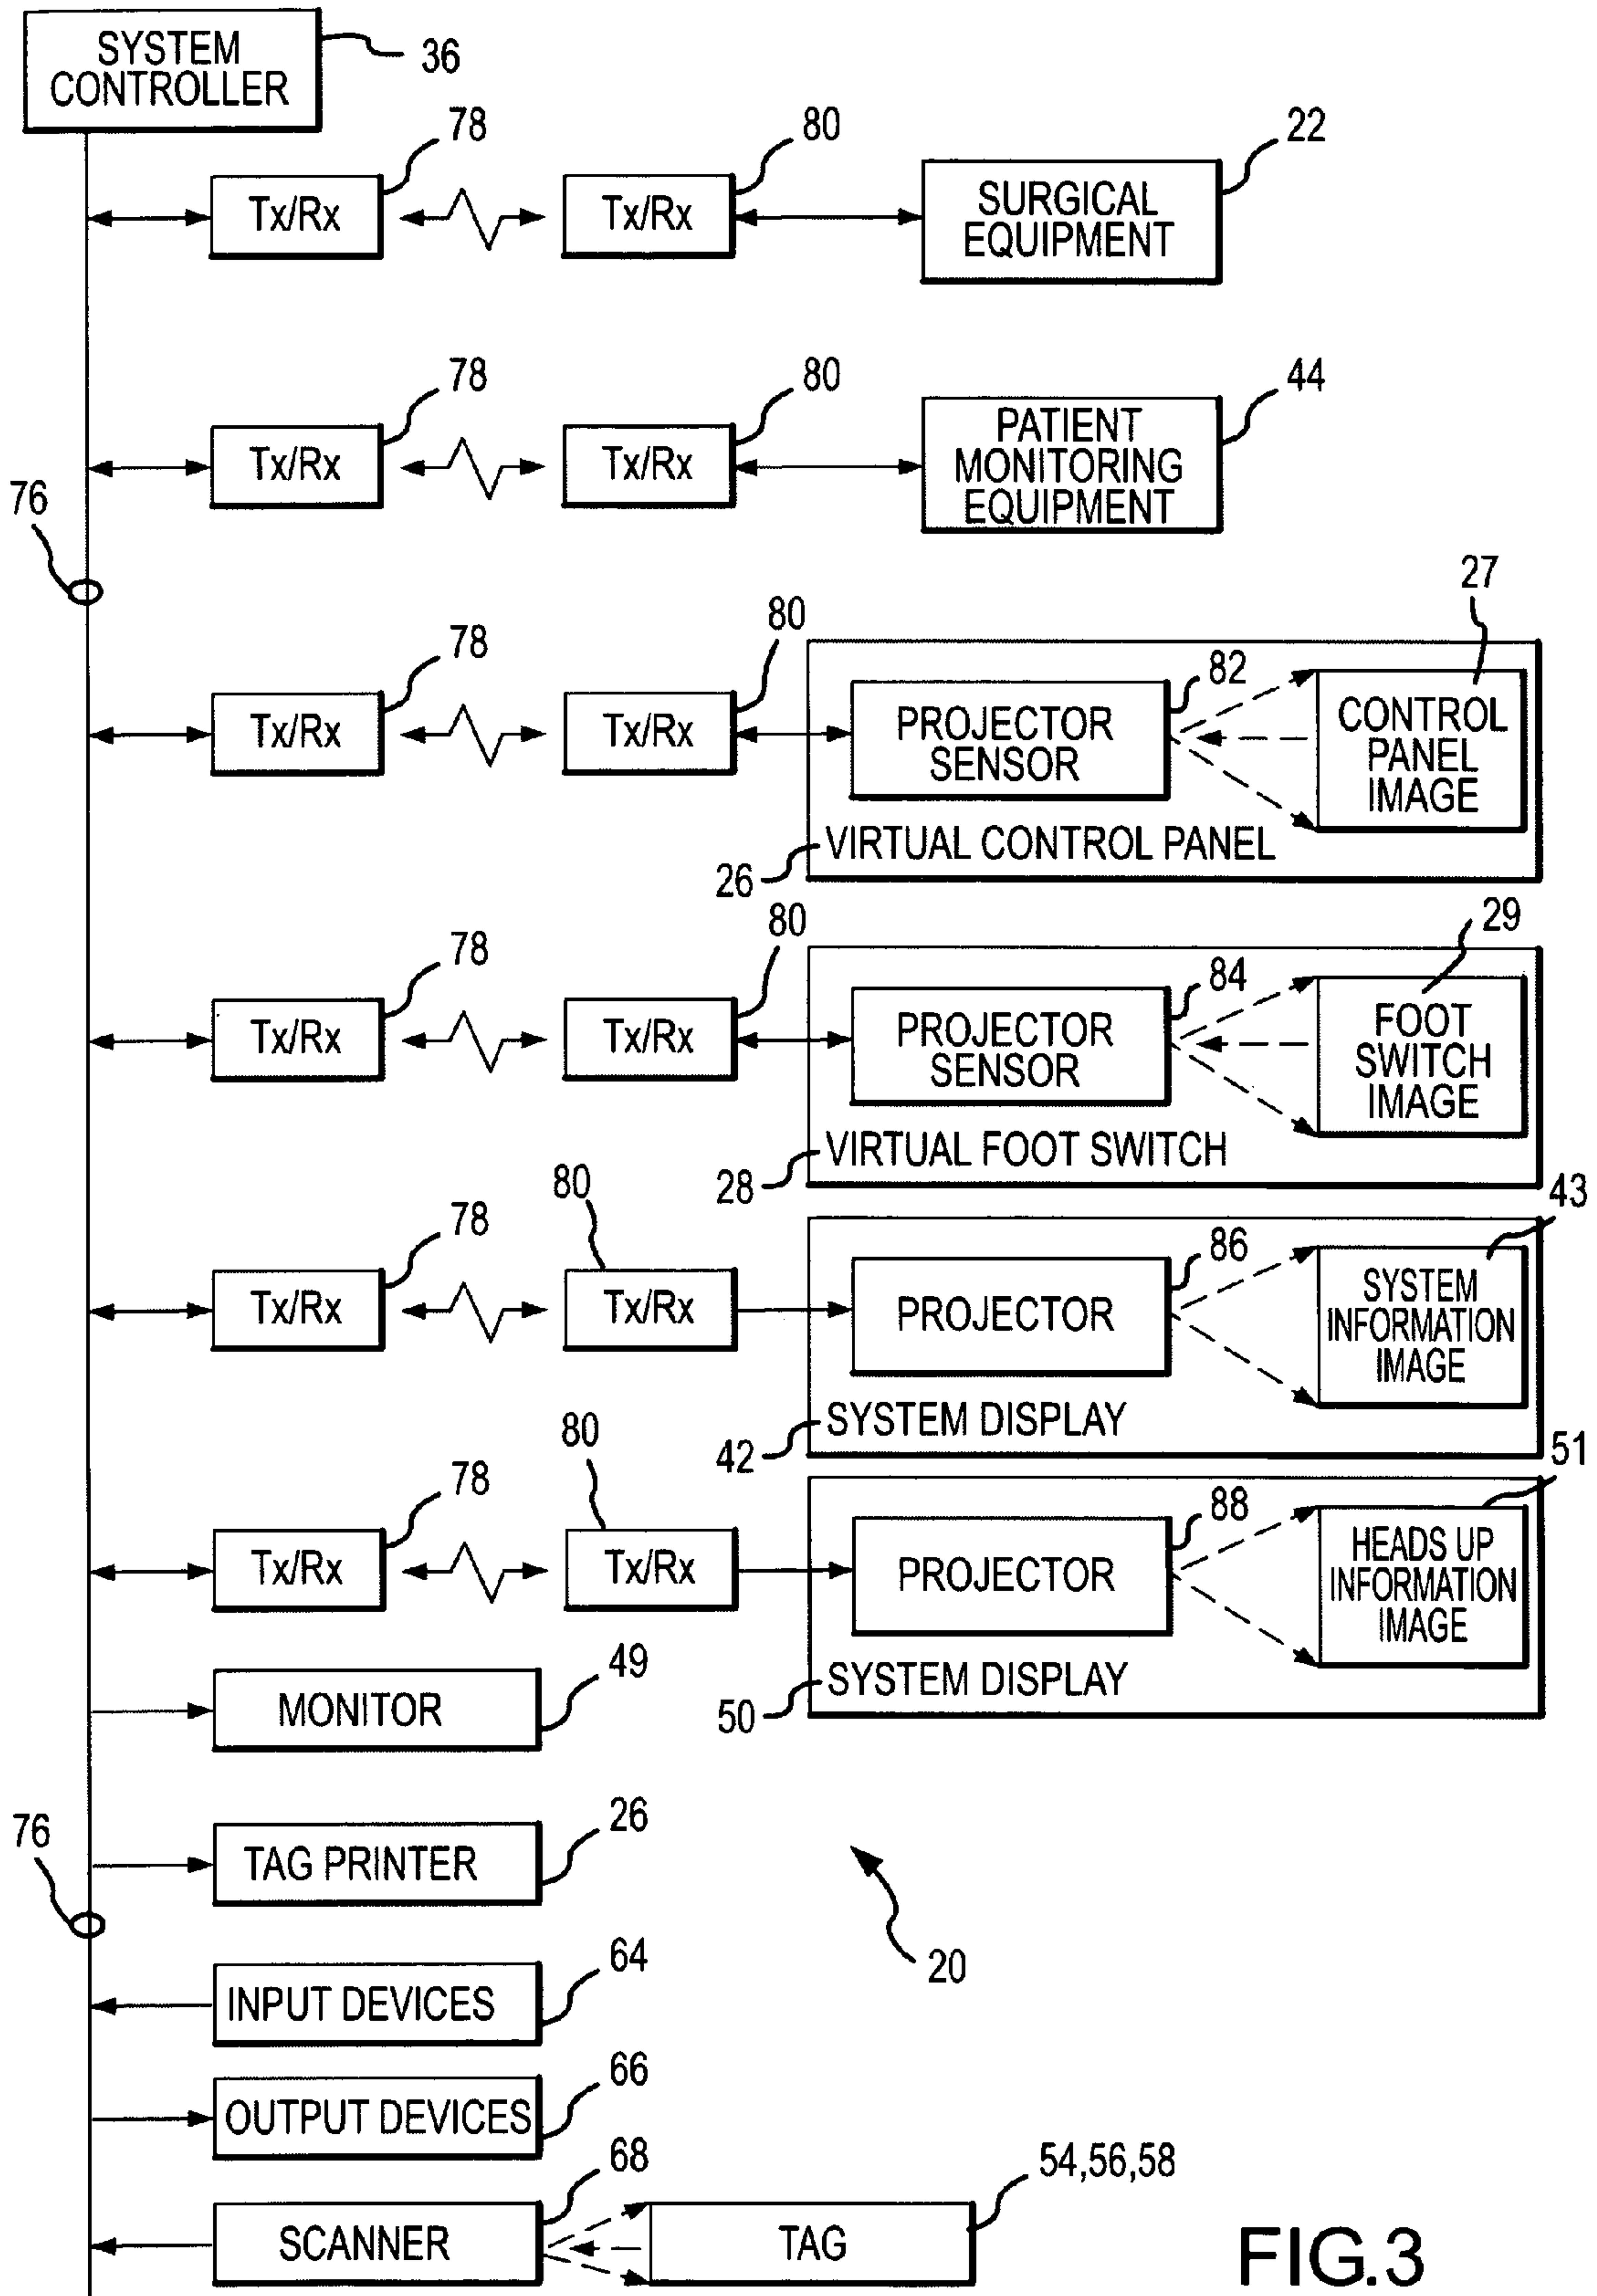 SYSTEM
CONTROLLER
36
78
80
22
Tx/Rx
Tx/Rx
SURGICAL
EQUIPMENT
78
80
44
Tx/Rx
Tx/Rx
PATIENT
MONITORING
EQUIPMENT
76
27
78
80
82
Tx/Rx
Tx/Rx
PROJECTOR
SENSOR
CONTROL
PANEL
IMAGE
VIRTUAL CONTROL PANEL
26
29
78
80
84
Tx/Rx
Tx/Rx
PROJECTOR
SENSOR
FOOT
SWITCH
IMAGE
VIRTUAL FOOT SWITCH
28
43
78
80
86
Tx/Rx
Tx/Rx
PROJECTOR
SYSTEM
INFORMATION
IMAGE
SYSTEM DISPLAY
42
51
78
80
88
Tx/Rx
Tx/Rx
PROJECTOR
HEADS UP
INFORMATION
IMAGE
SYSTEM DISPLAY
50
49
MONITOR
26
TAG PRINTER
76
20
64
INPUT DEVICES
66
OUTPUT DEVICES
68
SCANNER
54,56,58
TAG
FIG.3